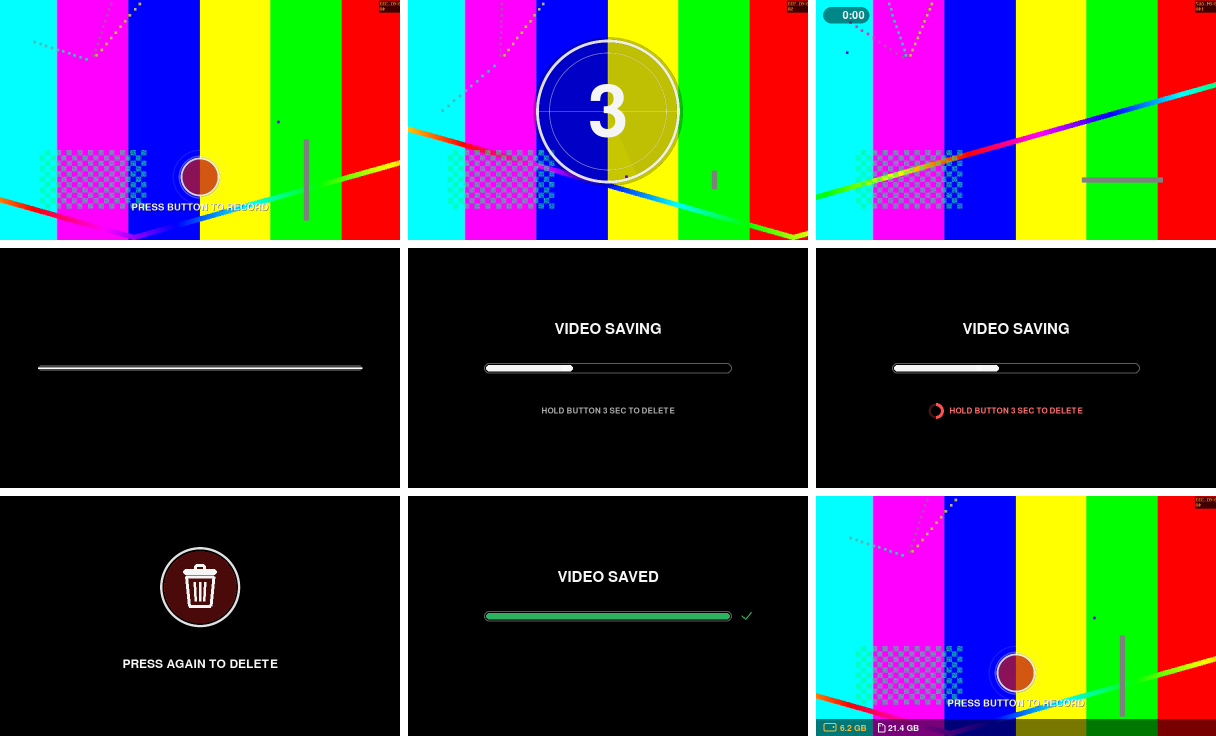 PRESS BUTTON TO RECORD
3
0:00
VIDEO SAVING
HOLD BUTTON 3 SEC TO DELETE
VIDEO SAVING
HOLD BUTTON 3 SEC TO DELETE
PRESS AGAIN TO DELETE
VIDEO SAVED
PRESS BUTTON TO RECORD
6.2 GB 21.4 GB